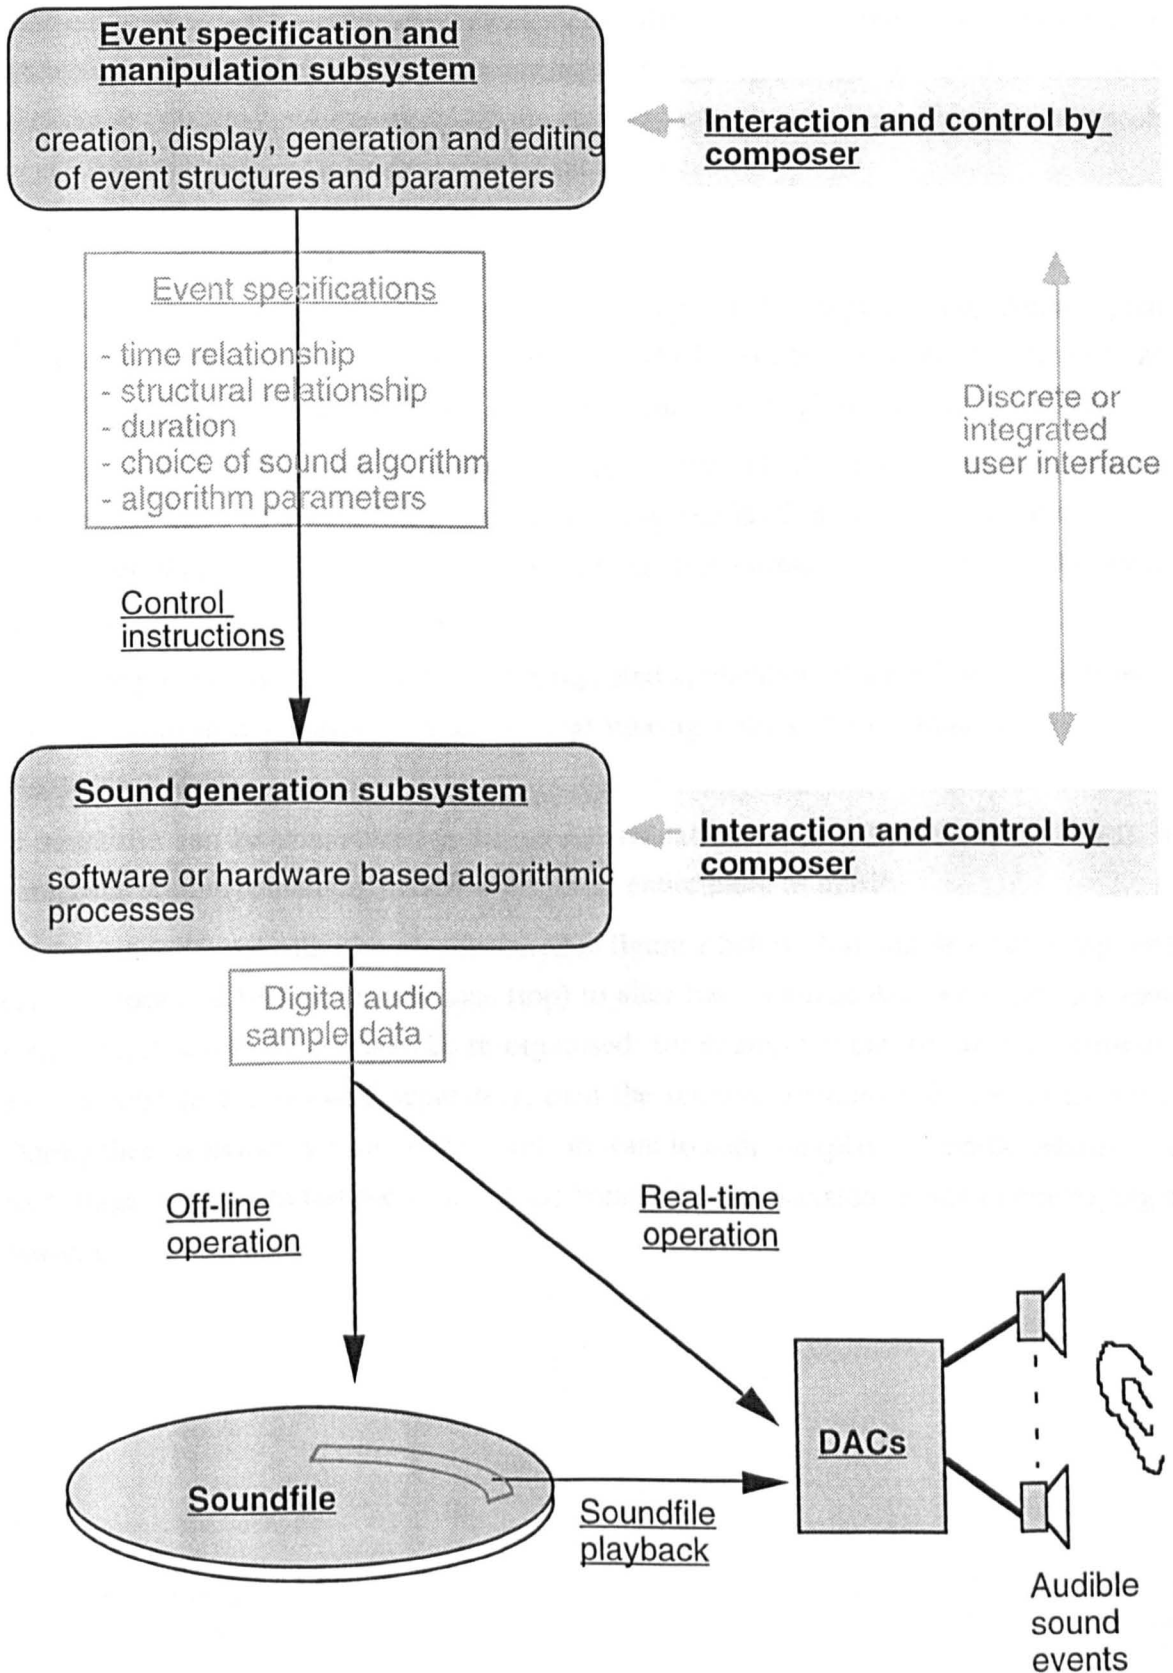 Event specification and
manipulation subsystem
creation, display, generation and editing
of event structures and parameters
Interaction and control by
composer
Event specifications
- time relationship
- structural relationship
- duration
- choice of sound algorithm
- algorithm parameters
Discrete or
integrated
user interface
Control
instructions
Sound generation subsystem
software or hardware based algorithmic
processes
Interaction and control by
composer
Digital audio
sample data
Off-line
operation
Real-time
operation
DACs
Soundfile
Soundfile
playback
Audible
sound
events